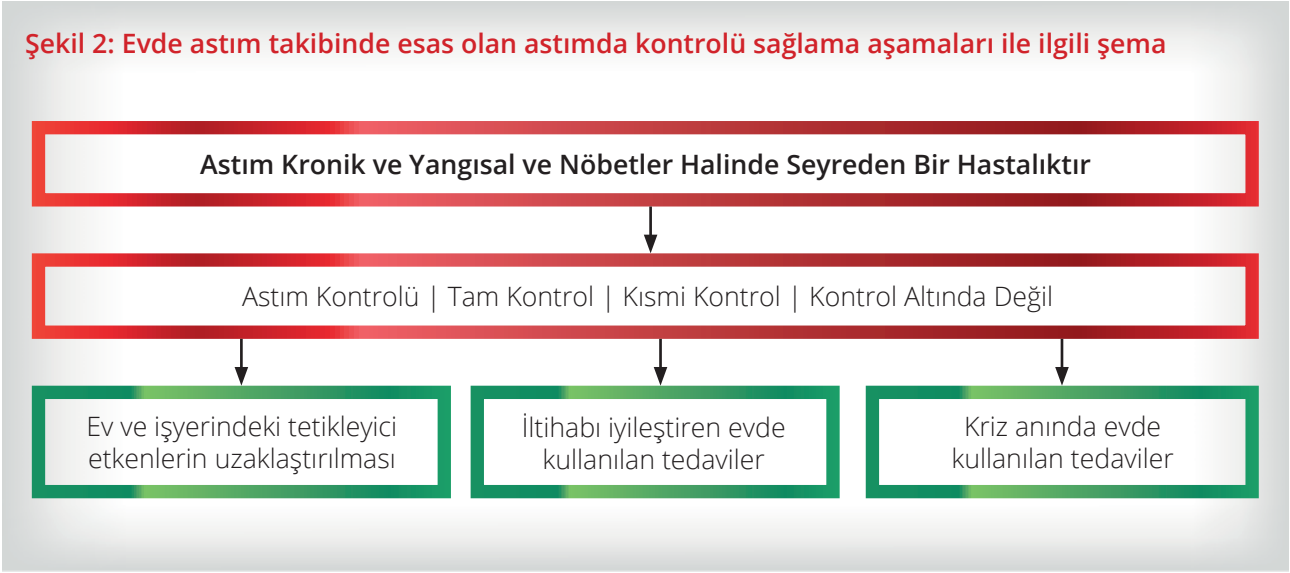 Şekil 2: Evde astım takibinde esas olan astımda kontrolü sağlama aşamaları ile ilgili şema
Astım Kronik ve Yangısal ve Nöbetler Halinde Seyreden Bir Hastalıktır
Astım Kontrolü | Tam Kontrol | Kısmi Kontrol | Kontrol Altında Değil
Ev ve işyerindeki tetikleyici
etkenlerin uzaklaştırılması
İltihabı iyileştiren evde
kullanılan tedaviler
Kriz anında evde
kullanılan tedaviler